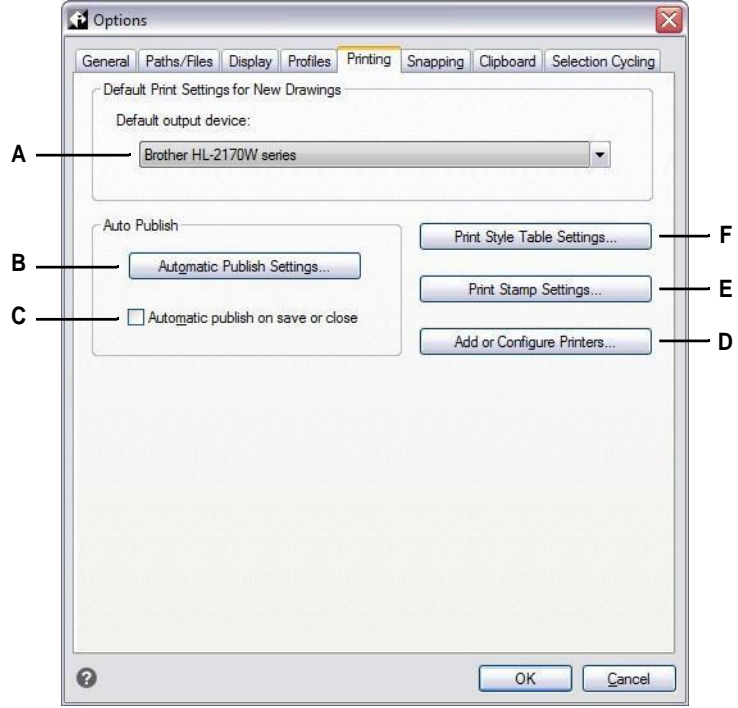 Options
General Paths/Files Display Profiles Printing Snapping Clipboard Selection Cycling
Default Print Settings for New Drawings
Default output device:
A
Brother HL-2170W series
Auto Publish
B
Automatic Publish Settings...
C
Automatic publish on save or close
Print Style Table Settings...
F
Print Stamp Settings...
E
Add or Configure Printers...
D
?
OK
Cancel